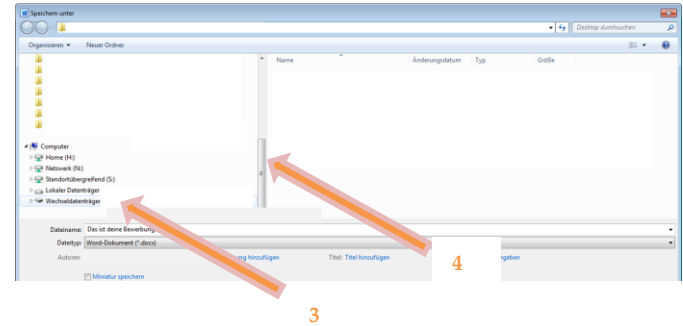 Speichern unter
Desktop durchsuchen
Organisieren Neuer Ordner
Name Änderungsdatum Typ Größe
Computer
Home (H:)
Netzwerk (N:)
Standortübergreifend (S:)
Lokaler Datenträger
Wechseldatenträger
Dateiname: Das ist deine Bewerbung
Dateityp: Word-Dokument (*.docx)
Autoren: hinzufügen Titel: Titel hinzufügen
Miniatur speichern
4
3